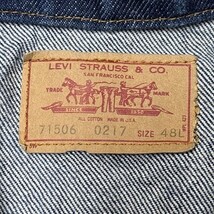 LEVI STRAUSS & CO.
SAN FRANCISCO, CAL.
TRADE MARK
ALL COTTON MADE IN U.S.A.
71506 0217 SIZE 48L